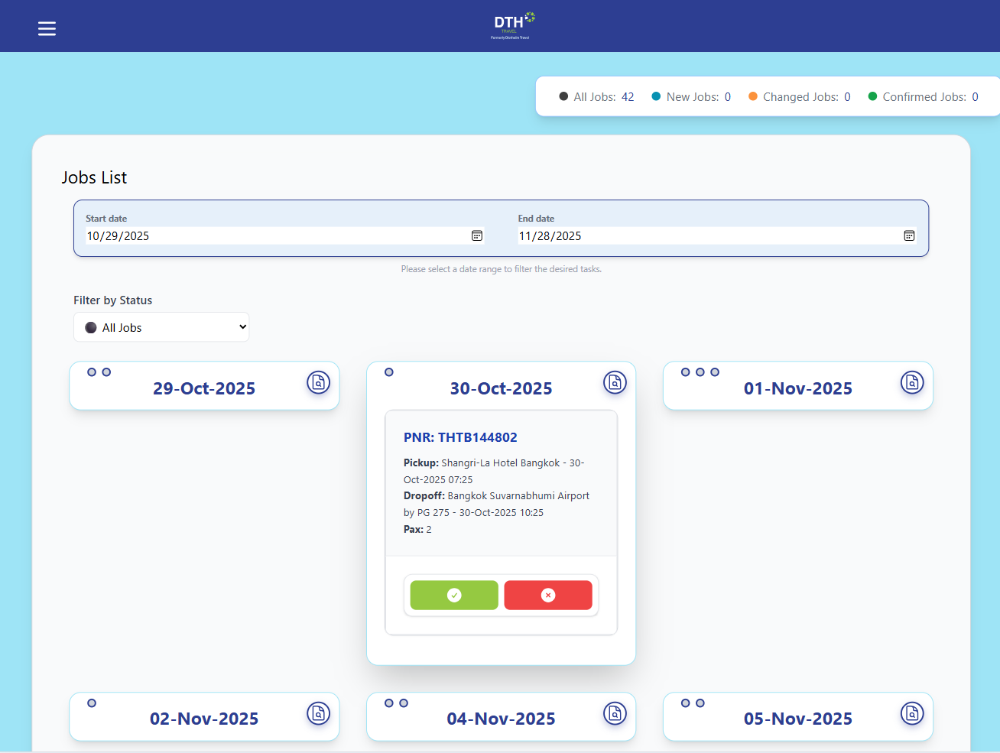 DTH
TRAVEL
Formerly Diethelm Travel
All Jobs: 42 New Jobs: 0 Changed Jobs: 0 Confirmed Jobs: 0
Jobs List
Start date End date
10/29/2025 11/28/2025
Please select a date range to filter the desired tasks.
Filter by Status
All Jobs
29-Oct-2025 30-Oct-2025 01-Nov-2025
PNR: THTB144802
Pickup: Shangri-La Hotel Bangkok - 30-
Oct-2025 07:25
Dropoff: Bangkok Suvarnabhumi Airport
by PG 275 - 30-Oct-2025 10:25
Pax: 2
02-Nov-2025 04-Nov-2025 05-Nov-2025